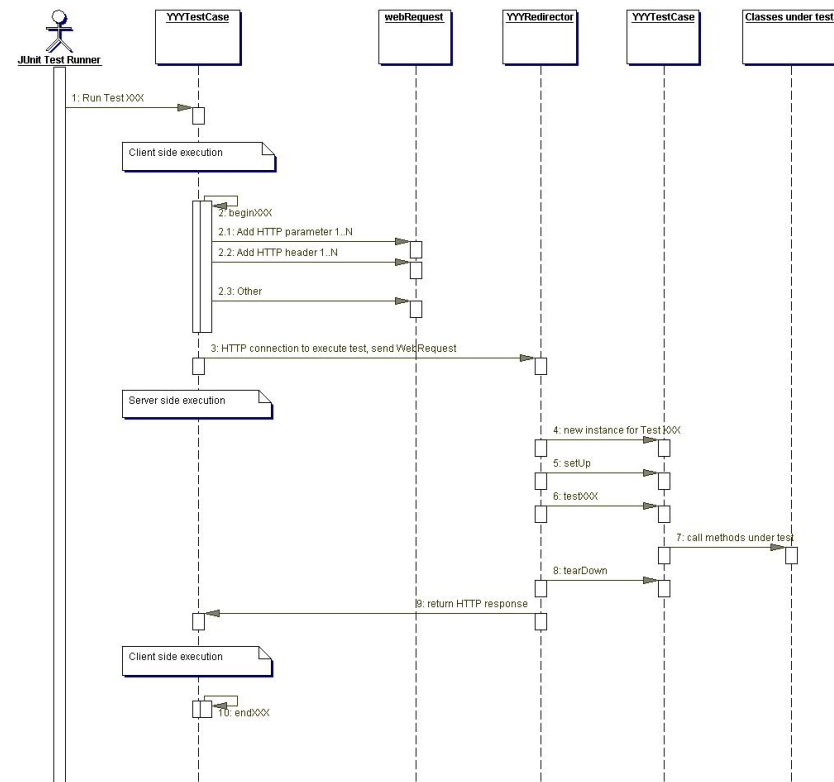 YYYTestCase
webRequest
YYYRedirector
YYYTestCase
Classes under test
JUnit Test Runner
1: Run Test XXX
Client side execution
2: beginXXX
2.1: Add HTTP parameter 1..N
2.2: Add HTTP header 1..N
2.3: Other
3: HTTP connection to execute test, send WebRequest
Server side execution
4: new instance for Test XXX
5: setUp
6: testXXX
7: call methods under test
8: tearDown
9: return HTTP response
Client side execution
10: endXXX